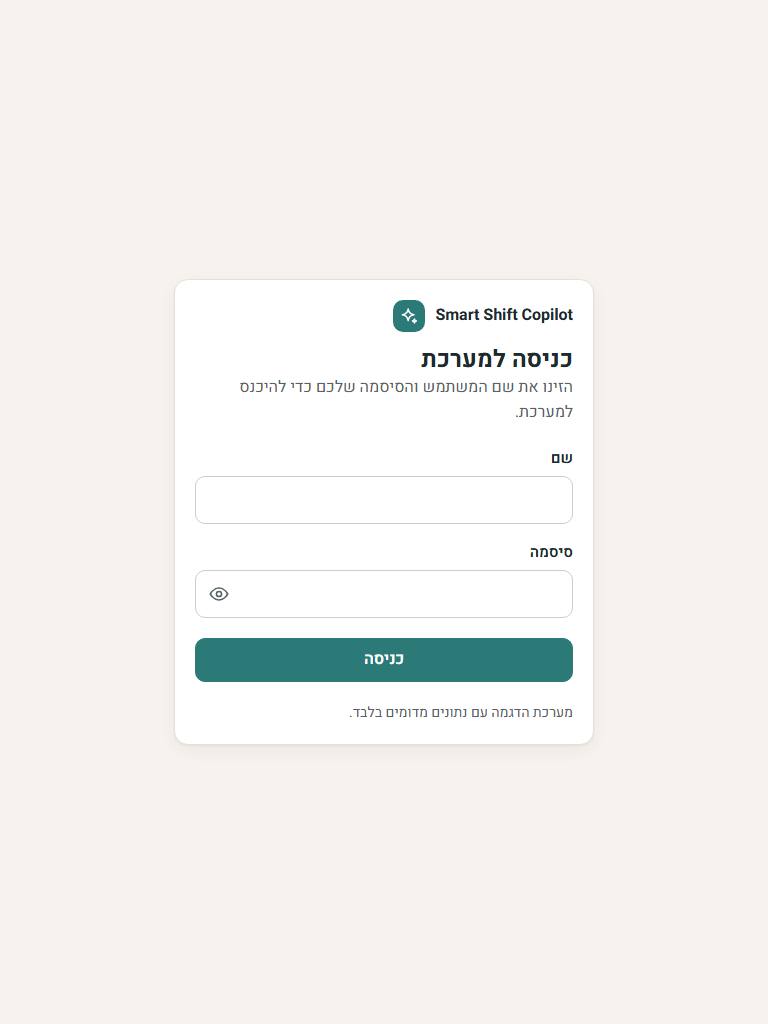 Smart Shift Copilot
כניסה למערכת
הזינו את שם המשתמש והסיסמה שלכם כדי להיכנס
למערכת.
שם
סיסמה
כניסה
מערכת הדגמה עם נתונים מדומים בלבד.